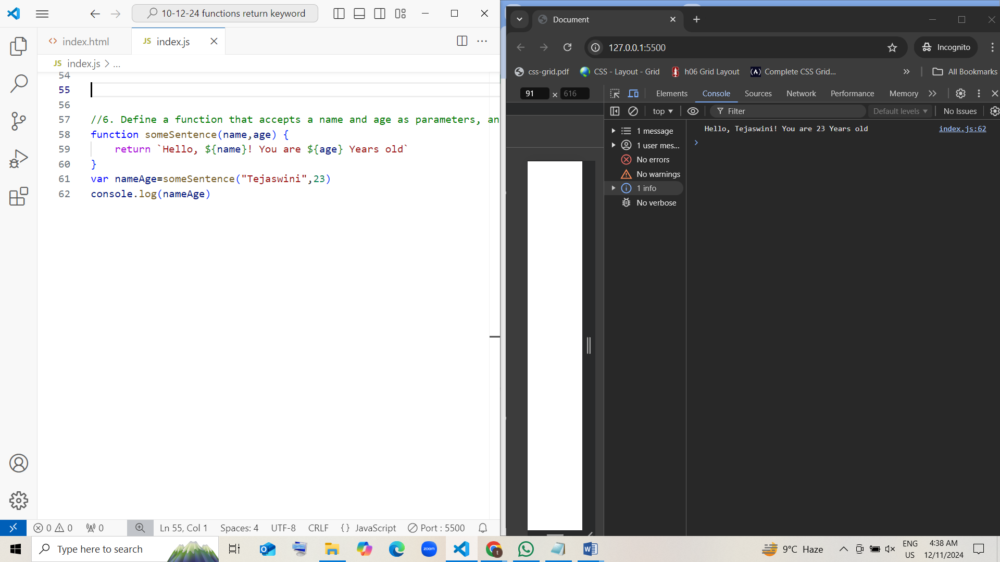 10-12-24 functions return keyword
index.html
JS index.js
JS index.js > ...
54
55
56
57 //6. Define a function that accepts a name and age as parameters, an
58 function someSentence(name,age) {
59 return `Hello, ${name}! You are ${age} Years old`
60 }
61 var nameAge=someSentence("Tejaswini",23)
62 console.log(nameAge)
0 0 0 Ln 55, Col 1 Spaces: 4 UTF-8 CRLF {} JavaScript Port : 5500
Document
127.0.0.1:5500 Incognito
css-grid.pdf CSS - Layout - Grid h06 Grid Layout Complete CSS Grid... All Bookmarks
91 x 616 Elements Console Sources Network Performance Memory
top Filter Default levels No Issues
1 message
1 user mes...
No errors
No warnings
1 info
No verbose
Hello, Tejaswini! You are 23 Years old index.js:62
Type here to search
zoom
9°C Haze
ENG
US
4:38 AM
12/11/2024